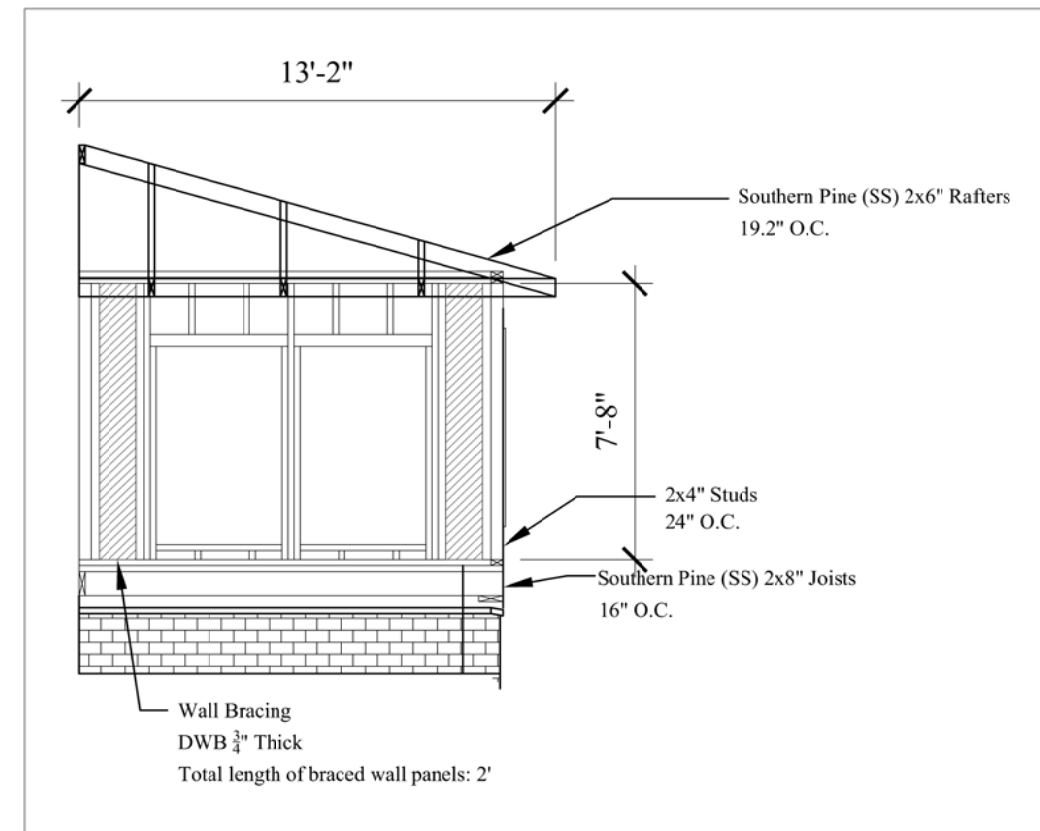 13'-2"
Southern Pine (SS) 2x6" Rafters
19.2" O.C.
7'-8"
2x4" Studs
24" O.C.
Southern Pine (SS) 2x8" Joists
16" O.C.
Wall Bracing
DWB 3/4" Thick
Total length of braced wall panels: 2'